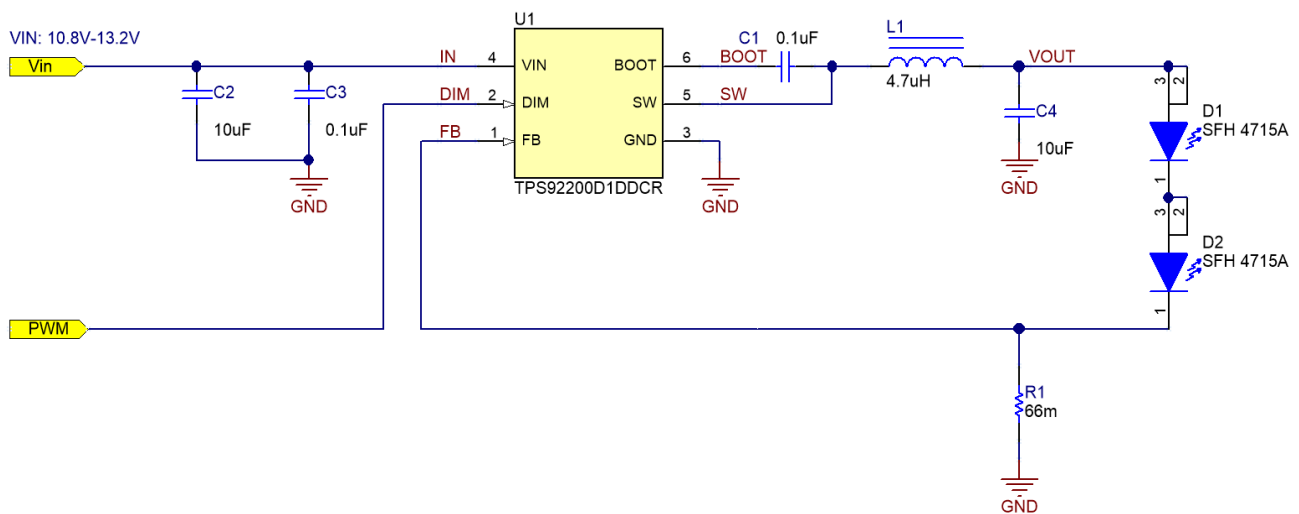 VIN: 10.8V-13.2V
Vin
IN
DIM
FB
4
2
1
U1
VIN
DIM
FB
BOOT
SW
GND
TPS92200D1DDCR
6
5
3
BOOT
SW
C1
0.1uF
L1
4.7uH
VOUT
C2
10uF
C3
0.1uF
GND
GND
C4
10uF
GND
3
2
D1
SFH 4715A
1
3
2
D2
SFH 4715A
1
PWM
R1
66m
GND